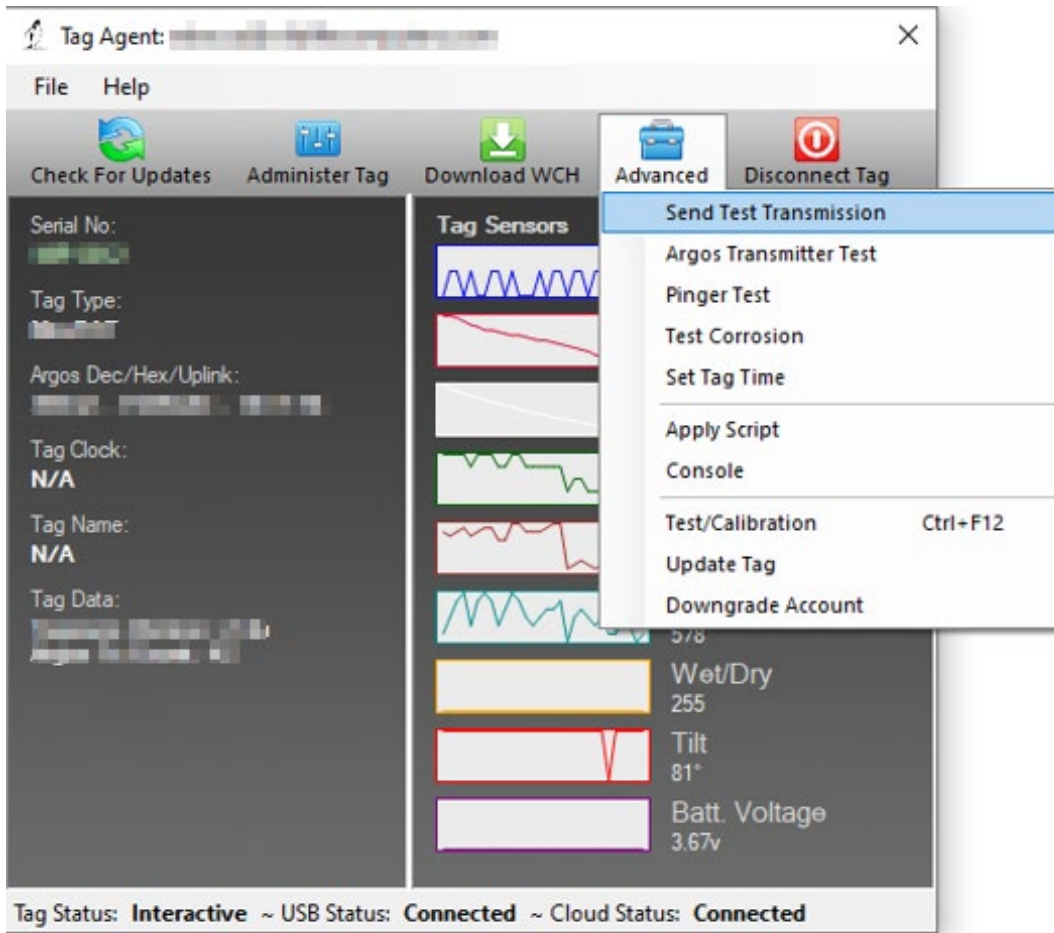 Tag Agent:
File Help
Check For Updates Administer Tag Download WCH Advanced Disconnect Tag
Serial No:
Tag Type:
Argos Dec/Hex/Uplink:
Tag Clock:
N/A
Tag Name:
N/A
Tag Data:
Tag Sensors
Send Test Transmission
Argos Transmitter Test
Pinger Test
Test Corrosion
Set Tag Time
Apply Script
Console
Test/Calibration Ctrl+F12
Update Tag
Downgrade Account
578
Wet/Dry
255
Tilt
81°
Batt. Voltage
3.67v
Tag Status: Interactive ~ USB Status: Connected ~ Cloud Status: Connected